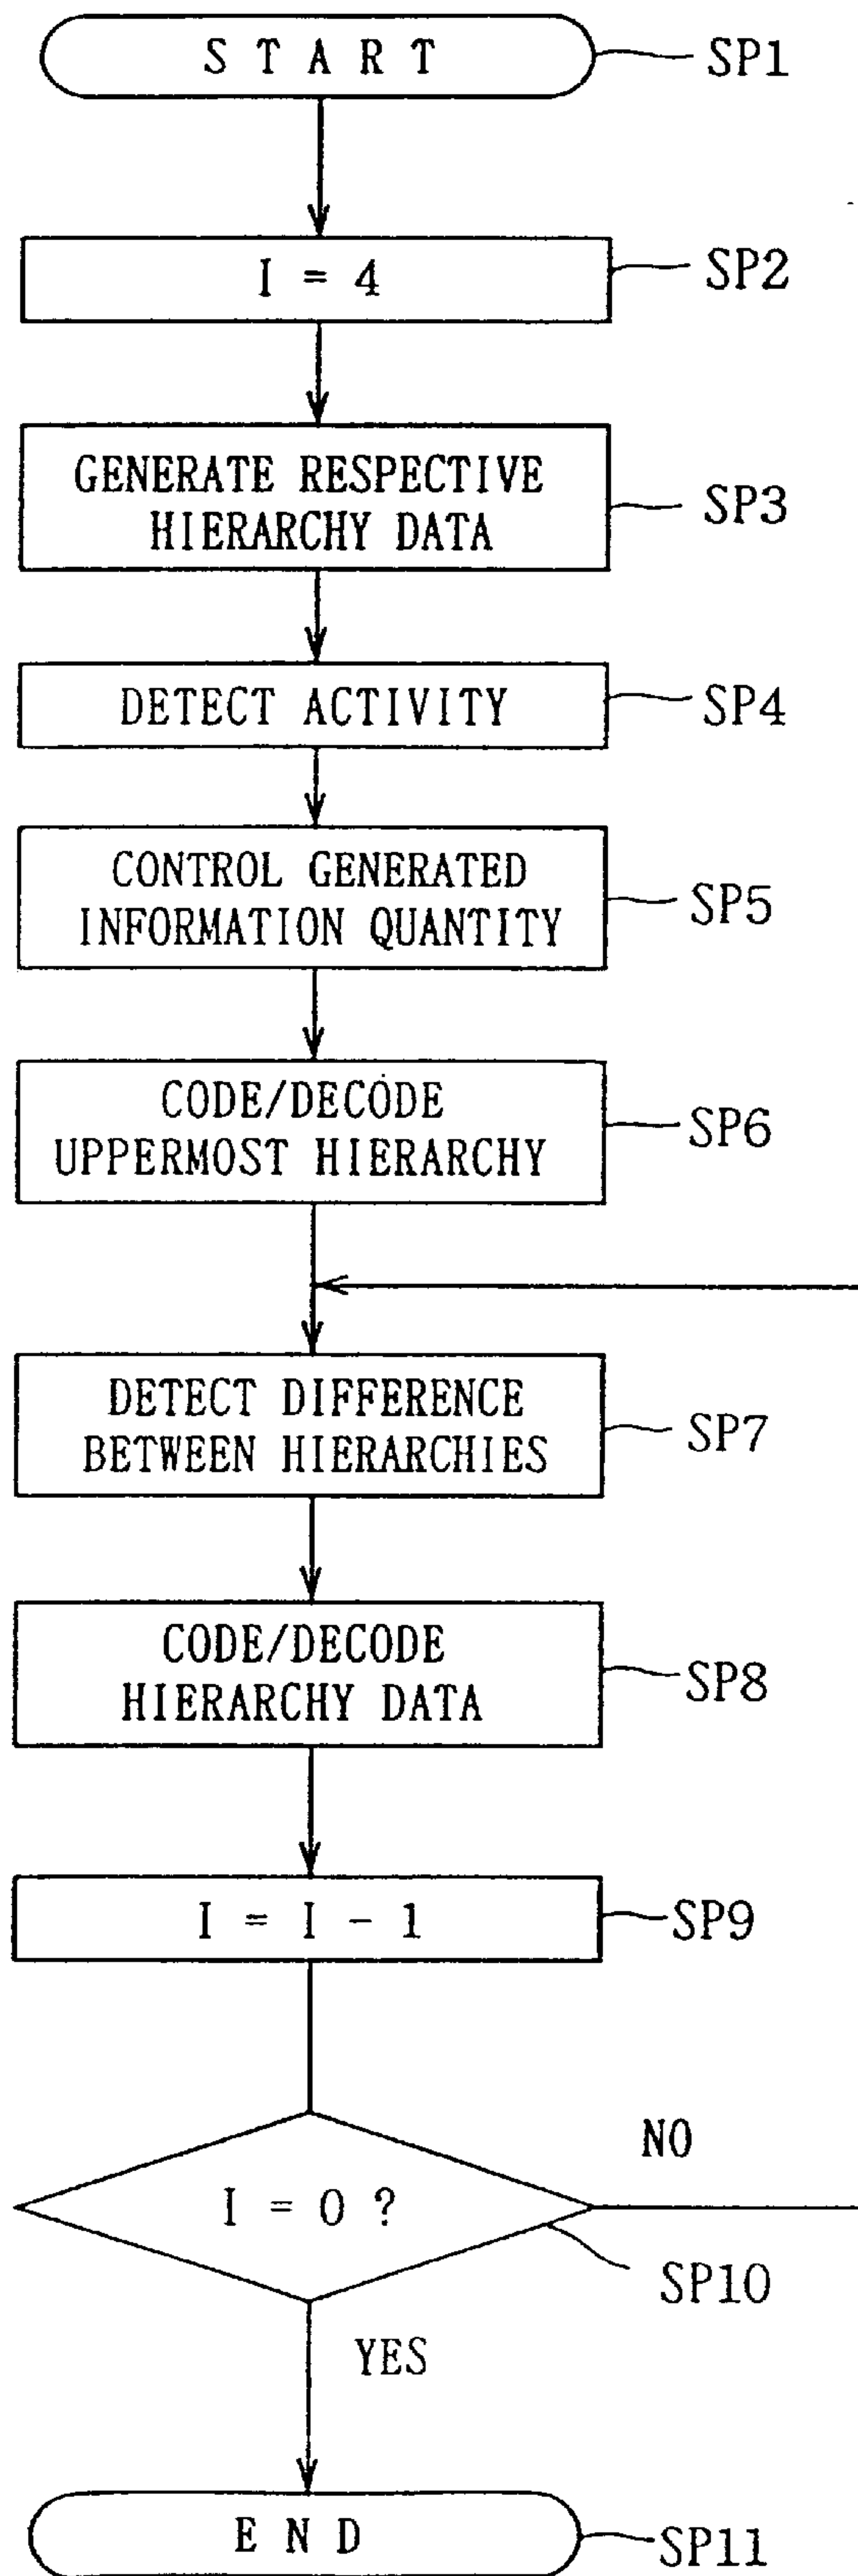 START
SP1
I = 4
SP2
GENERATE RESPECTIVE
HIERARCHY DATA
SP3
DETECT ACTIVITY
SP4
CONTROL GENERATED
INFORMATION QUANTITY
SP5
CODE/DECODE
UPPERMOST HIERARCHY
SP6
DETECT DIFFERENCE
BETWEEN HIERARCHIES
SP7
CODE/DECODE
HIERARCHY DATA
SP8
I = I - 1
SP9
NO
I = 0 ?
SP10
YES
END
SP11